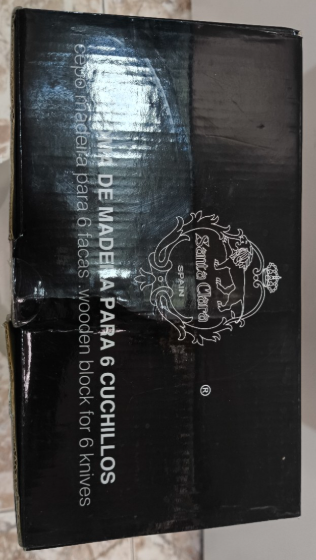 Santa Clara
SPAIN
®
DE MADERA PARA 6 CUCHILLOS
cepo madeira para 6 facas .wooden block for 6 knives